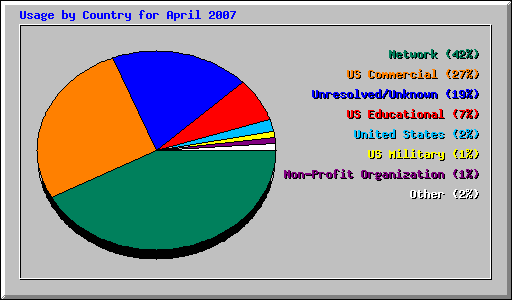 Usage by Country for April 2007
Network (42%)
US Commercial (27%)
Unresolved/Unknown (19%)
US Educational (7%)
United States (2%)
US Military (1%)
Non-Profit Organization (1%)
Other (2%)